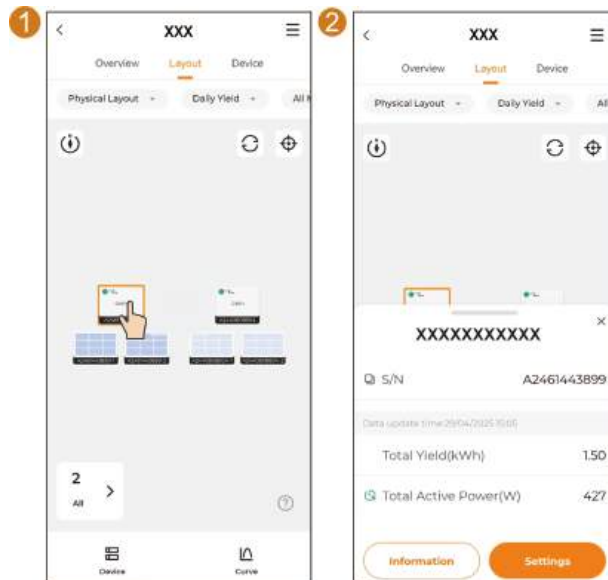 1
XXX
Overview Layout Device
Physical Layout Daily Yield All
2
All
Device Curve
2
XXX
Overview Layout Device
Physical Layout Daily Yield All
XXXXXXXXXXX
S/N A2461443899
Data update time:29/04/2025 15:05
Total Yield(kWh) 1.50
Total Active Power(W) 427
Information Settings